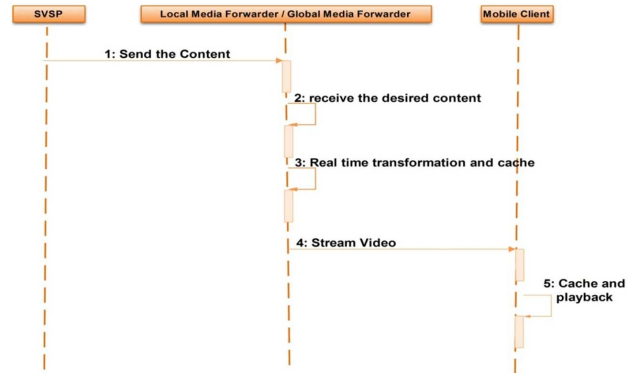 SVSP
Local Media Forwarder / Global Media Forwarder
Mobile Client
1: Send the Content
2: receive the desired content
3: Real time transformation and cache
4: Stream Video
5: Cache and
playback